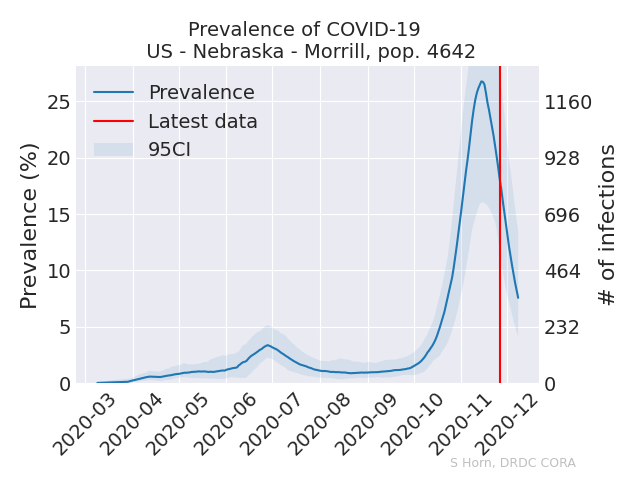 Prevalence of COVID-19
US - Nebraska - Morrill, pop. 4642
Prevalence
Latest data
95CI
Prevalence (%)
25
20
15
10
5
0
1160
928
696
464
232
0
# of infections
2020-03
2020-04
2020-05
2020-06
2020-07
2020-08
2020-09
2020-10
2020-11
2020-12
S Horn, DRDC CORA